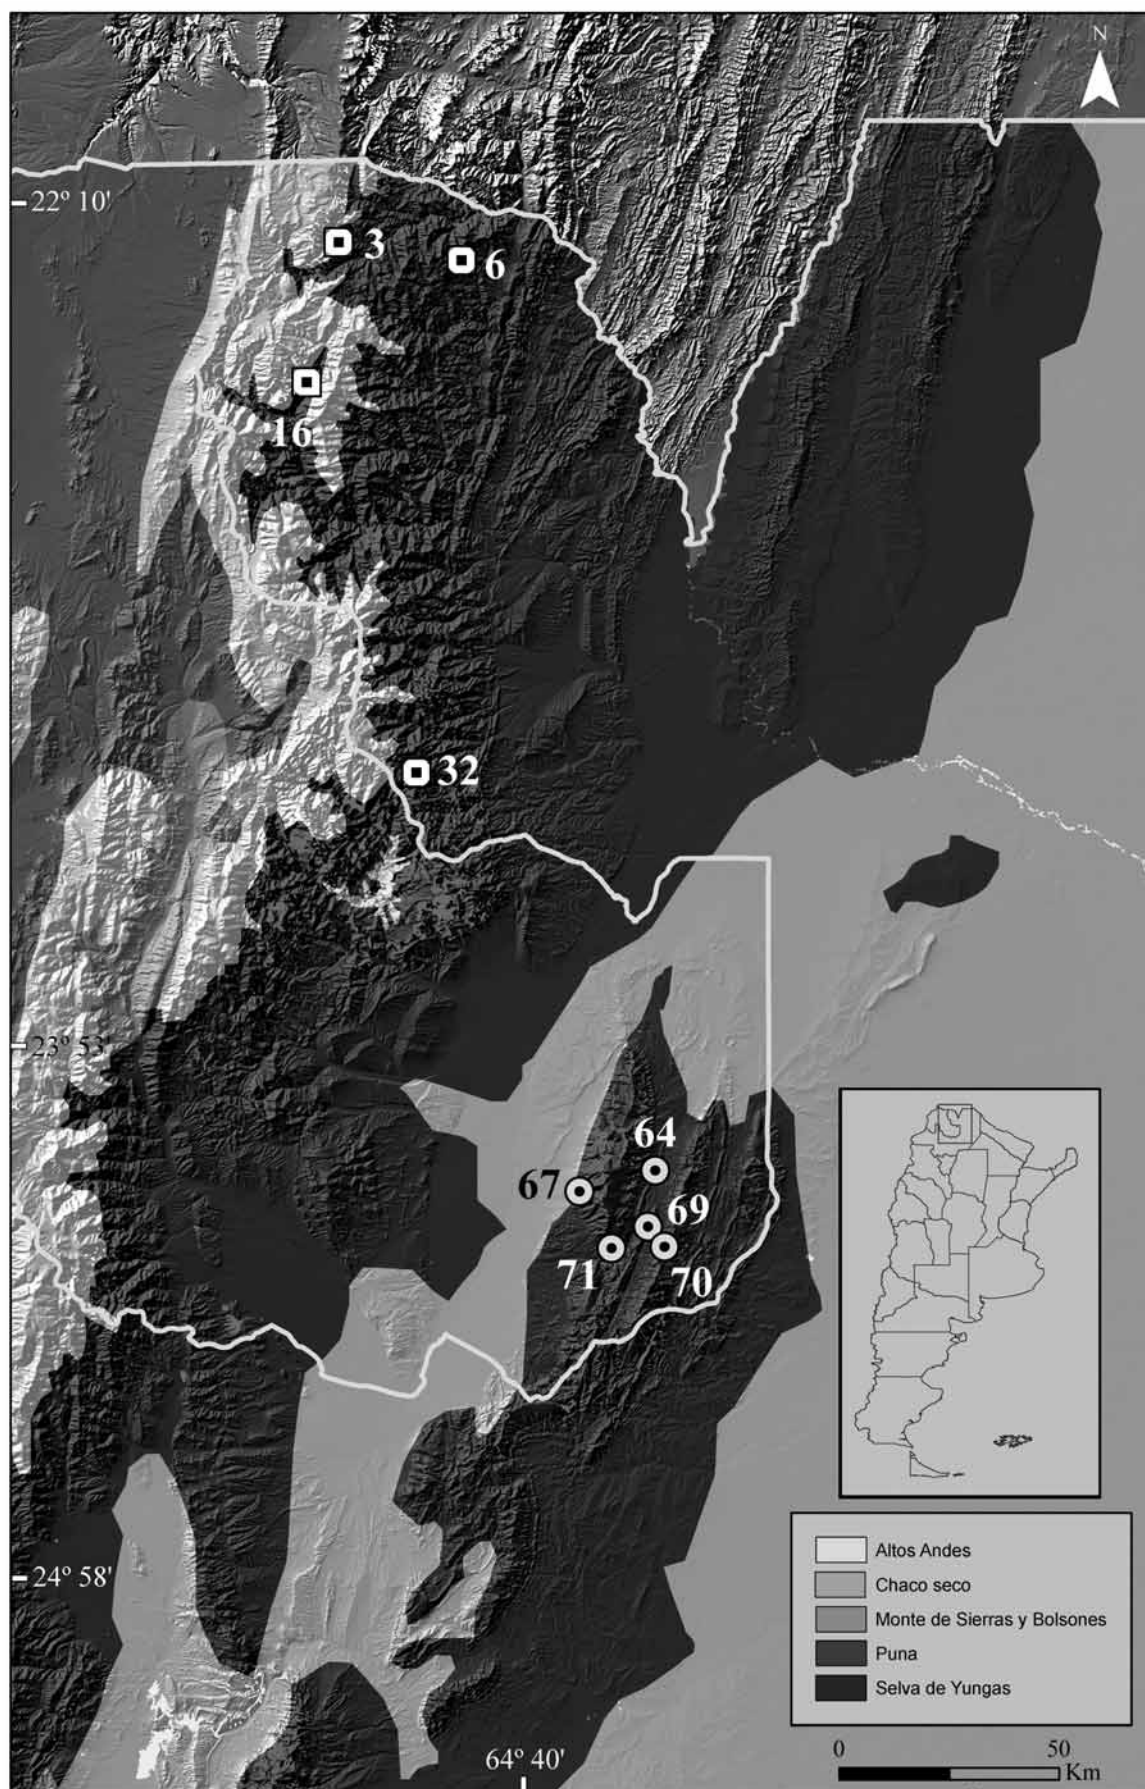 N
22º 10'
3
6
16
32
23º 53'
64
67
69
71
70
Altos Andes
Chaco seco
Monte de Sierras y Bolsones
Puna
Selva de Yungas
24º 58'
64º 40'
0
50
Km